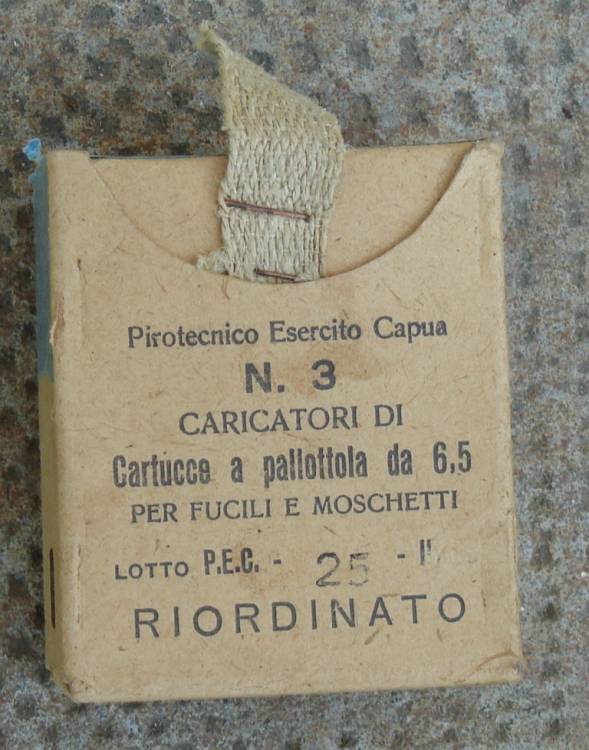 Pirotecnico Esercito Capua
N. 3
CARICATORI DI
Cartucce a pallottola da 6,5
PER FUCILI E MOSCHETTI
LOTTO P.E.C. - 25 -
RIORDINATO